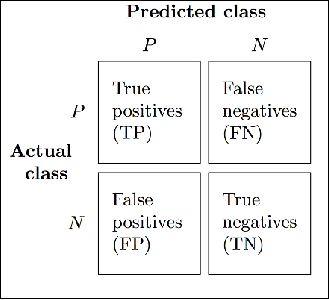 Predicted class
P N
True False
P positives negatives
(TP) (FN)
Actual
class
False True
N positives negatives
(FP) (TN)